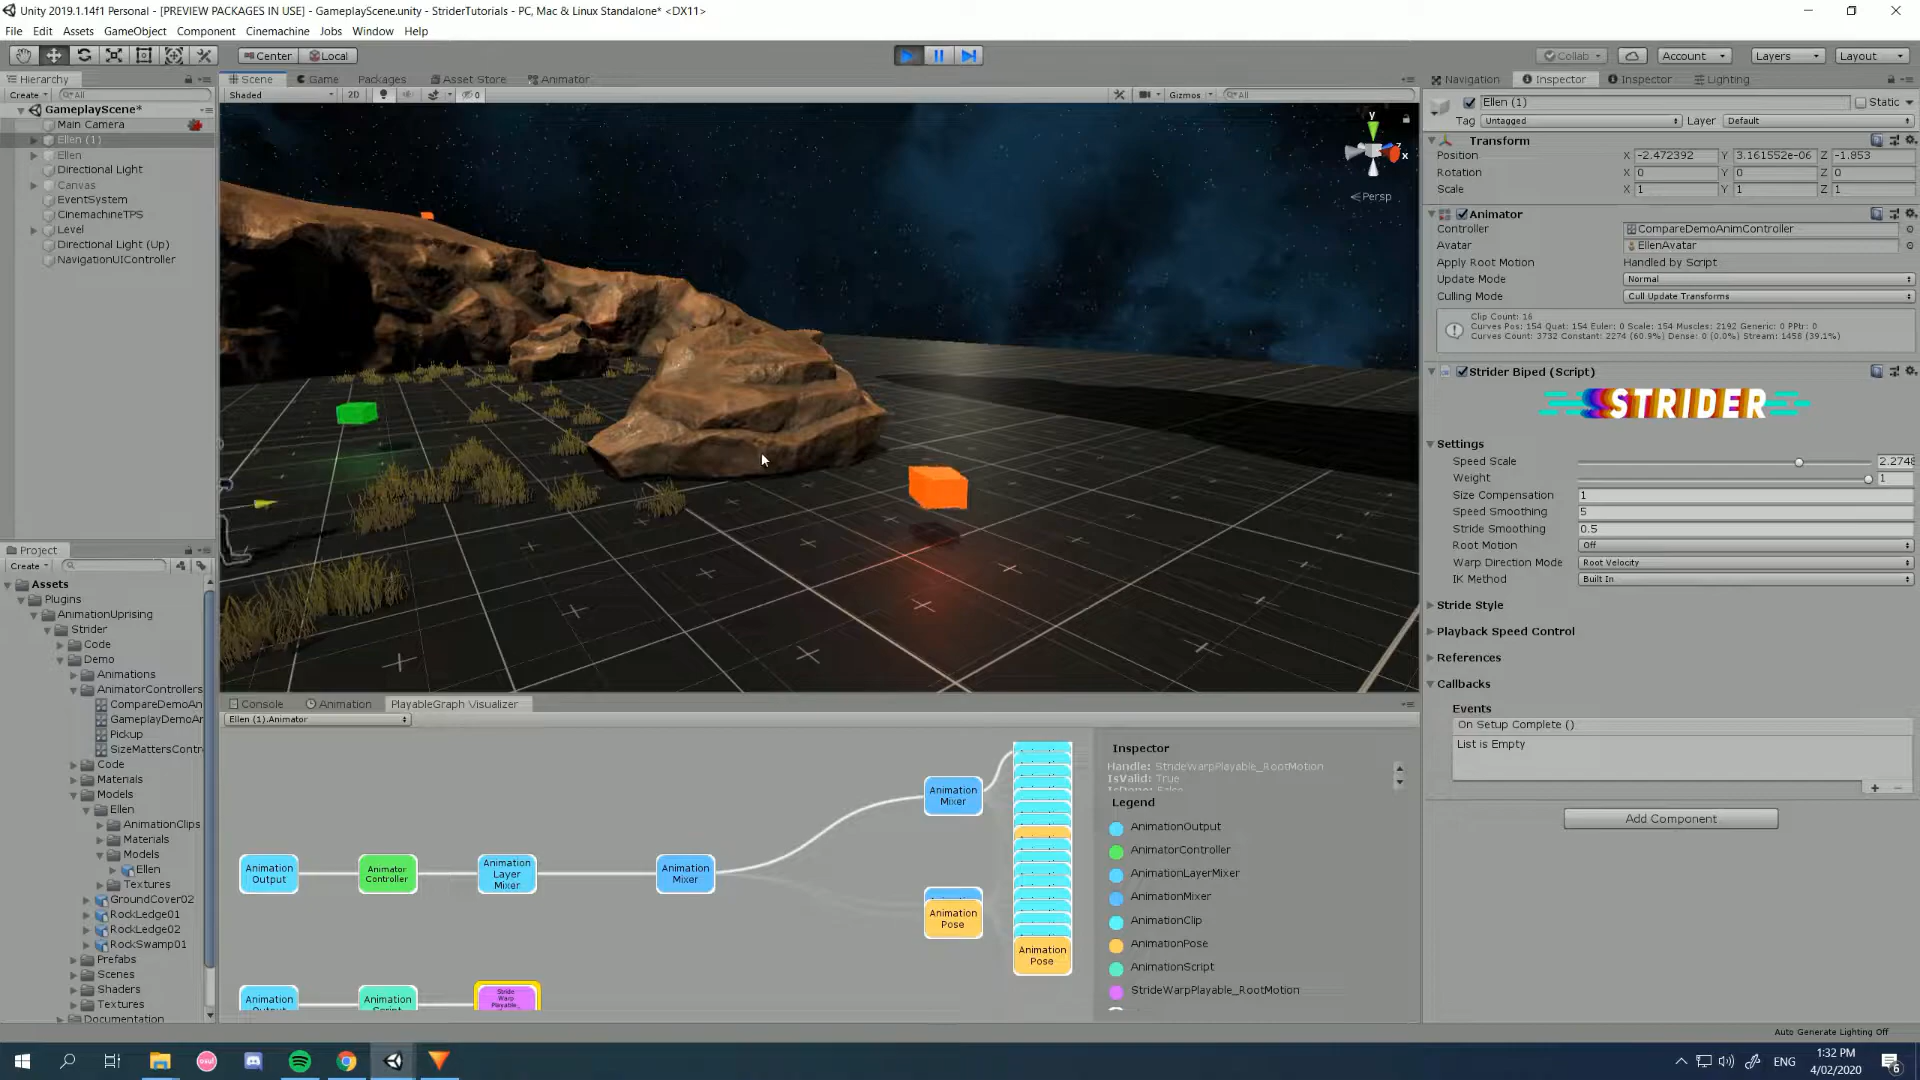 Unity 2019.1.14f1 Personal - [PREVIEW PACKAGES IN USE] - GameplayScene.unity - StriderTutorials - PC, Mac & Linux Standalone* <DX11>
File Edit Assets GameObject Component Cinemachine Jobs Window Help
Center Local Collab Account Layers Layout
Hierarchy
Create All
GameplayScene*
Main Camera
Ellen (1)
Ellen
Directional Light
Canvas
EventSystem
CinemachineTPS
Level
Directional Light (Up)
NavigationUIController
Scene Game Packages Asset Store Animator
Shaded 2D 0 Gizmos All
y
x
Persp
Project
Create
Assets
Plugins
AnimationUprising
Strider
Code
Demo
Animations
AnimatorControllers
CompareDemoAn
GameplayDemoAr
Pickup
SizeMattersContr
Code
Materials
Models
Ellen
AnimationClips
Materials
Models
Ellen
Textures
GroundCover02
RockLedge01
RockLedge02
RockSwamp01
Prefabs
Scenes
Shaders
Textures
Documentation
Console Animation PlayableGraph Visualizer
Ellen (1).Animator
Animation Output
Animator Controller
Animation Layer Mixer
Animation Mixer
Animation Mixer
Animation Pose
Animation Pose
Animation Output
Animation Script
Stride Warp Playable_
Inspector
Handle: StrideWarpPlayable_RootMotion
IsValid: True
IsDone: False
Legend
AnimationOutput
AnimatorController
AnimationLayerMixer
AnimationMixer
AnimationClip
AnimationPose
AnimationScript
StrideWarpPlayable_RootMotion
Navigation Inspector Inspector Lighting
Ellen (1) Static
Tag Untagged Layer Default
Transform
Position X -2.472392 Y 3.161552e-06 Z -1.853
Rotation X 0 Y 0 Z 0
Scale X 1 Y 1 Z 1
Animator
Controller CompareDemoAnimController
Avatar EllenAvatar
Apply Root Motion Handled by Script
Update Mode Normal
Culling Mode Cull Update Transforms
Clip Count: 16
Curves Pos: 154 Quat: 154 Euler: 0 Scale: 154 Muscles: 2192 Generic: 0 PPtr: 0
Curves Count: 3732 Constant: 2274 (60.9%) Dense: 0 (0.0%) Stream: 1458 (39.1%)
Strider Biped (Script)
STRIDER
Settings
Speed Scale 2.2748
Weight 1
Size Compensation 1
Speed Smoothing 5
Stride Smoothing 0.5
Root Motion Off
Warp Direction Mode Root Velocity
IK Method Built In
Stride Style
Playback Speed Control
References
Callbacks
Events
On Setup Complete ()
List is Empty
Add Component
Auto Generate Lighting Off
osu!
ENG
1:32 PM
4/02/2020
6